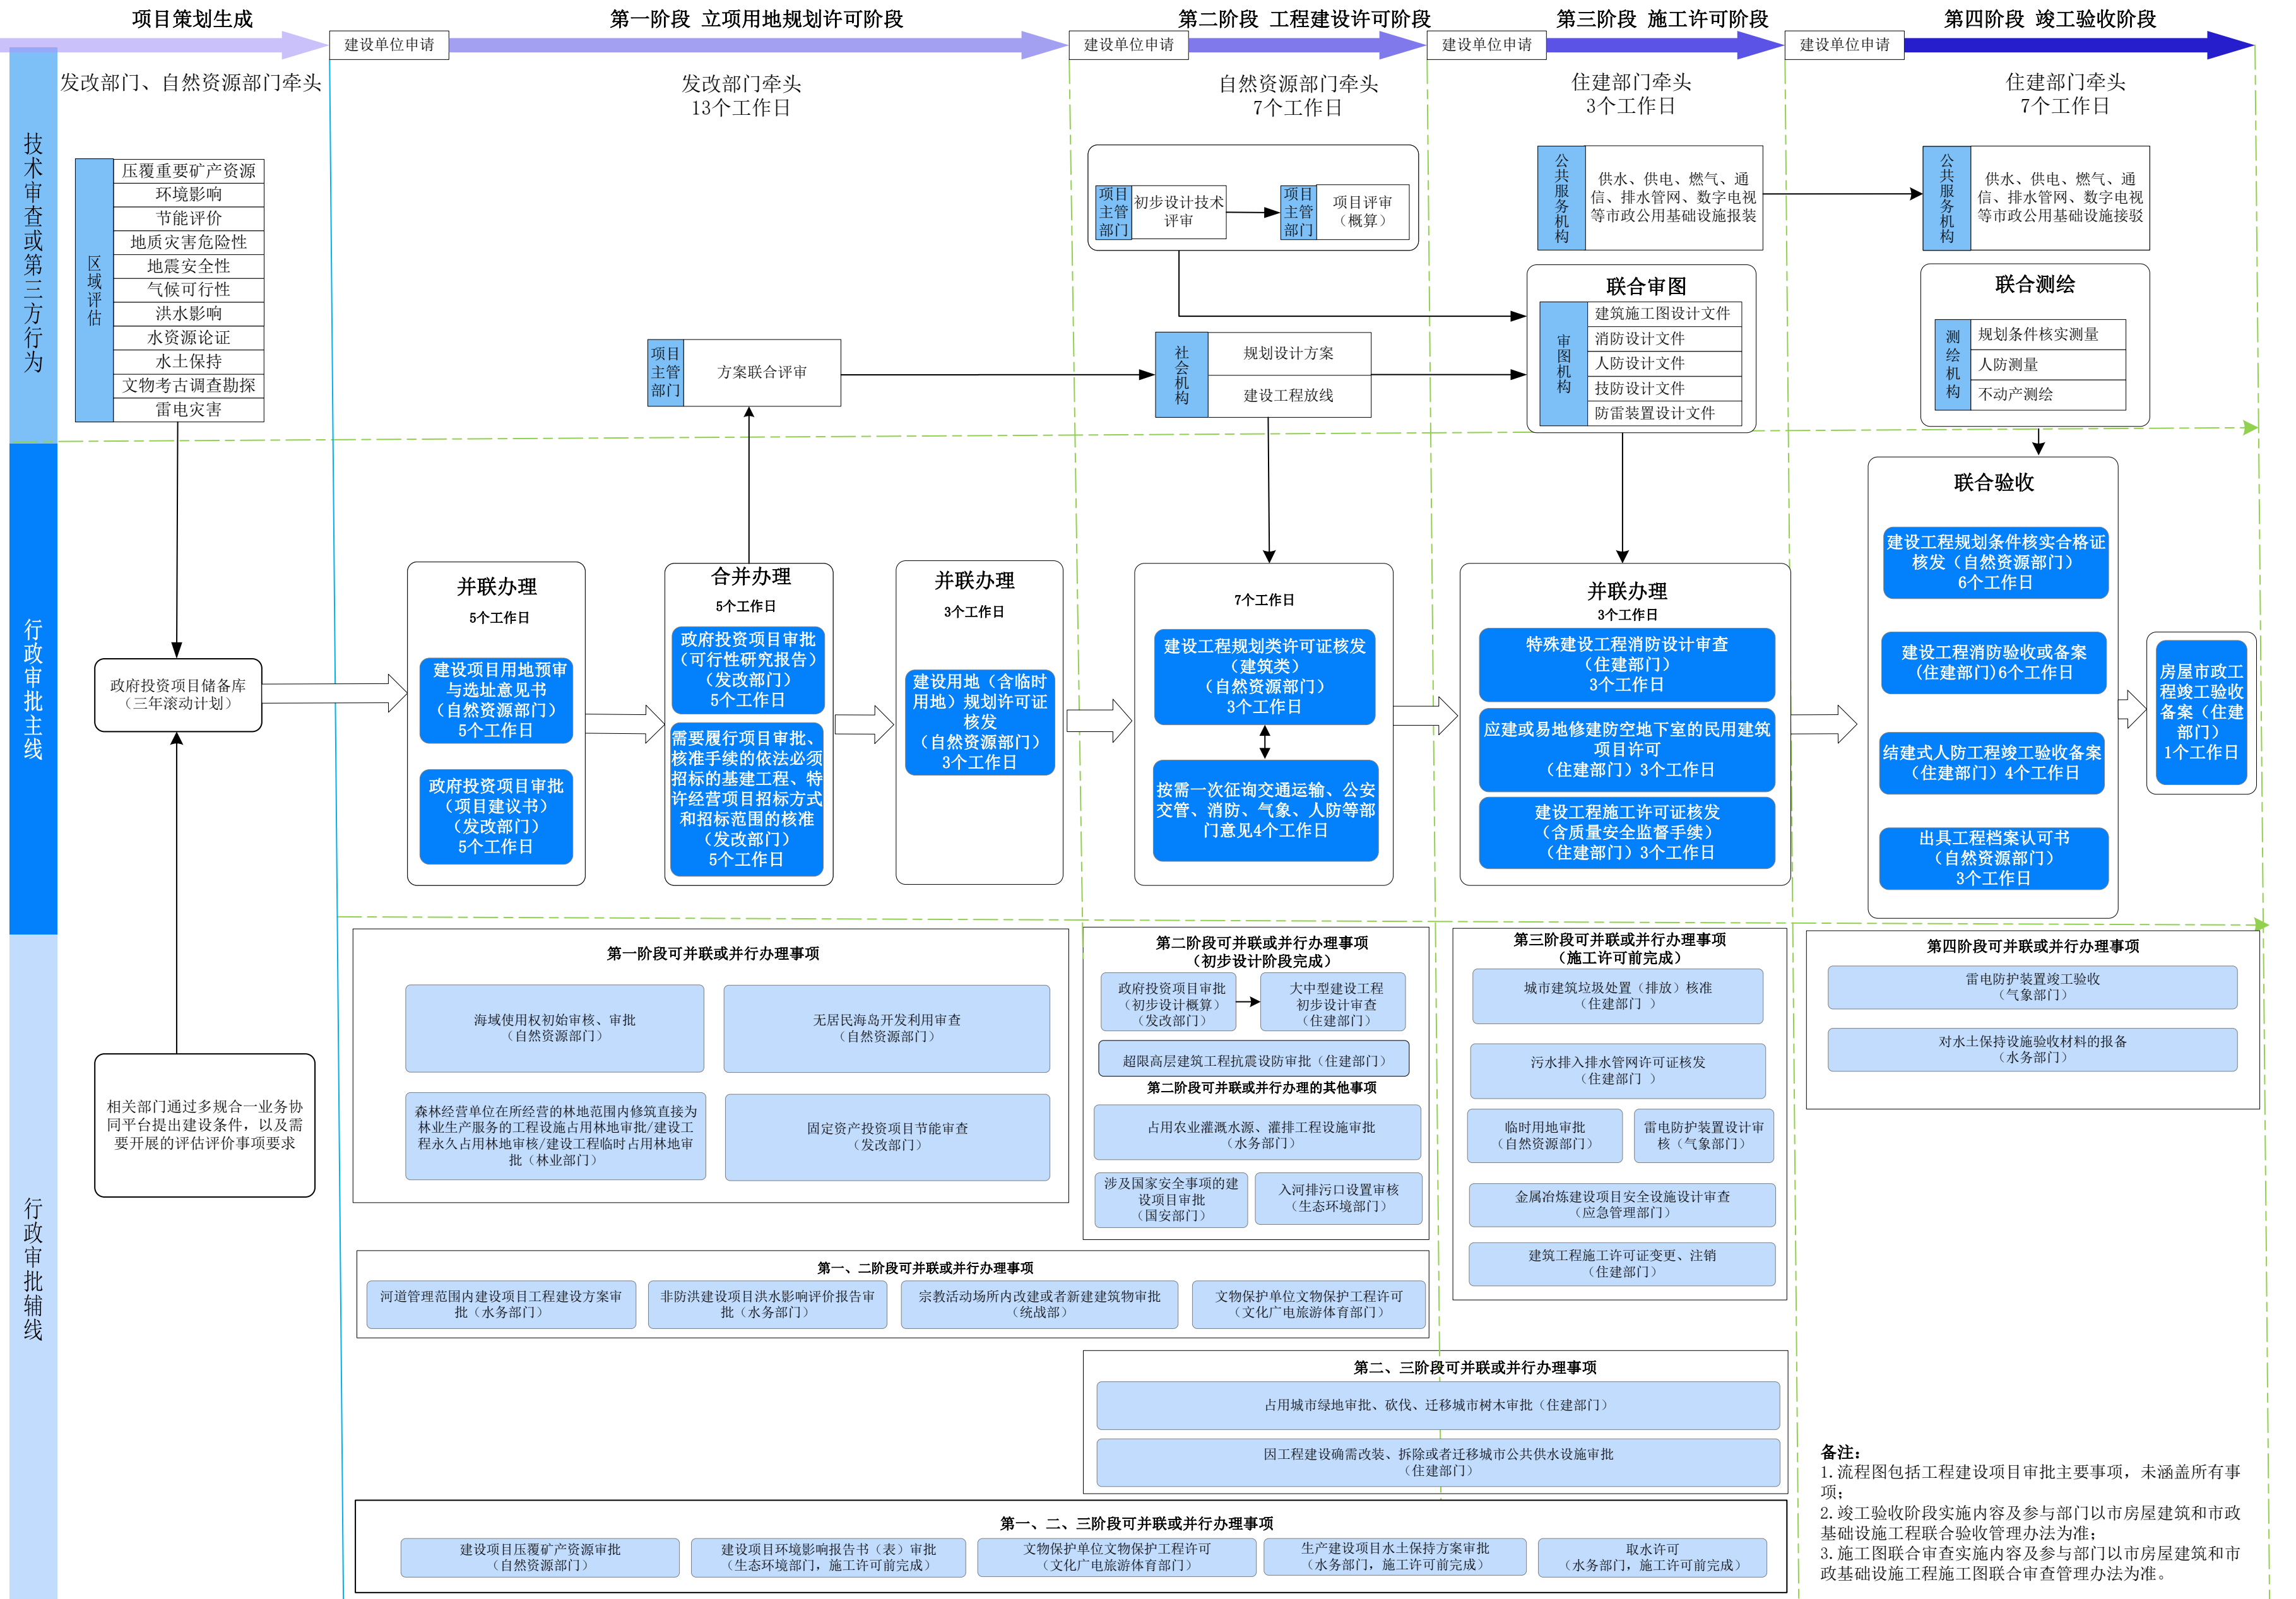 项目策划生成
第一阶段 立项用地规划许可阶段
第二阶段 工程建设许可阶段
第三阶段 施工许可阶段
第四阶段 竣工验收阶段
建设单位申请
建设单位申请
建设单位申请
建设单位申请
发改部门、自然资源部门牵头
发改部门牵头
13个工作日
自然资源部门牵头
7个工作日
住建部门牵头
3个工作日
住建部门牵头
7个工作日
技术审查或第三方行为
区域评估
压覆重要矿产资源
环境影响
节能评价
地质灾害危险性
地震安全性
气候可行性
洪水影响
水资源论证
水土保持
文物考古调查勘探
雷电灾害
项目
主管
部门
方案联合评审
项目
主管
部门
初步设计技术
评审
项目
主管
部门
项目评审
（概算）
社会机构
规划设计方案
建设工程放线
公共服务机构
供水、供电、燃气、通
信、排水管网、数字电视
等市政公用基础设施报装
联合审图
审图机构
建筑施工图设计文件
消防设计文件
人防设计文件
技防设计文件
防雷装置设计文件
公共服务机构
供水、供电、燃气、通
信、排水管网、数字电视
等市政公用基础设施接驳
联合测绘
测绘机构
规划条件核实测量
人防测量
不动产测绘
行政审批主线
政府投资项目储备库
（三年滚动计划）
并联办理
5个工作日
建设项目用地预审
与选址意见书
（自然资源部门）
5个工作日
政府投资项目审批
（项目建议书）
（发改部门）
5个工作日
合并办理
5个工作日
政府投资项目审批
（可行性研究报告）
（发改部门）
5个工作日
需要履行项目审批、
核准手续的依法必须
招标的基建工程、特
许经营项目招标方式
和招标范围的核准
（发改部门）
5个工作日
并联办理
3个工作日
建设用地（含临时
用地）规划许可证
核发
（自然资源部门）
3个工作日
7个工作日
建设工程规划类许可证核发
（建筑类）
（自然资源部门）
3个工作日
按需一次征询交通运输、公安
交管、消防、气象、人防等部
门意见4个工作日
并联办理
3个工作日
特殊建设工程消防设计审查
（住建部门）
3个工作日
应建或易地修建防空地下室的民用建筑
项目许可
（住建部门）3个工作日
建设工程施工许可证核发
（含质量安全监督手续）
（住建部门）3个工作日
联合验收
建设工程规划条件核实合格证
核发（自然资源部门）
6个工作日
建设工程消防验收或备案
(住建部门)6个工作日
结建式人防工程竣工验收备案
（住建部门）4个工作日
出具工程档案认可书
（自然资源部门）
3个工作日
房屋市政工
程竣工验收
备案（住建
部门）
1个工作日
行政审批辅线
相关部门通过多规合一业务协
同平台提出建设条件，以及需
要开展的评估评价事项要求
第一阶段可并联或并行办理事项
海域使用权初始审核、审批
（自然资源部门）
无居民海岛开发利用审查
（自然资源部门）
森林经营单位在所经营的林地范围内修筑直接为
林业生产服务的工程设施占用林地审批/建设工
程永久占用林地审核/建设工程临时占用林地审
批（林业部门）
固定资产投资项目节能审查
（发改部门）
第二阶段可并联或并行办理事项
（初步设计阶段完成）
政府投资项目审批
（初步设计概算）
（发改部门）
大中型建设工程
初步设计审查
（住建部门）
超限高层建筑工程抗震设防审批（住建部门）
第二阶段可并联或并行办理的其他事项
占用农业灌溉水源、灌排工程设施审批
（水务部门）
涉及国家安全事项的建
设项目审批
（国安部门）
入河排污口设置审核
（生态环境部门）
第三阶段可并联或并行办理事项
（施工许可前完成）
城市建筑垃圾处置（排放）核准
（住建部门 ）
污水排入排水管网许可证核发
（住建部门 ）
临时用地审批
（自然资源部门）
雷电防护装置设计审
核（气象部门）
金属冶炼建设项目安全设施设计审查
（应急管理部门）
建筑工程施工许可证变更、注销
（住建部门）
第四阶段可并联或并行办理事项
雷电防护装置竣工验收
（气象部门）
对水土保持设施验收材料的报备
（水务部门）
第一、二阶段可并联或并行办理事项
河道管理范围内建设项目工程建设方案审
批（水务部门）
非防洪建设项目洪水影响评价报告审
批（水务部门）
宗教活动场所内改建或者新建建筑物审批
（统战部）
文物保护单位文物保护工程许可
（文化广电旅游体育部门）
第二、三阶段可并联或并行办理事项
占用城市绿地审批、砍伐、迁移城市树木审批（住建部门）
因工程建设确需改装、拆除或者迁移城市公共供水设施审批
（住建部门）
第一、二、三阶段可并联或并行办理事项
建设项目压覆矿产资源审批
（自然资源部门）
建设项目环境影响报告书（表）审批
（生态环境部门，施工许可前完成）
文物保护单位文物保护工程许可
（文化广电旅游体育部门）
生产建设项目水土保持方案审批
（水务部门，施工许可前完成）
取水许可
（水务部门，施工许可前完成）
备注：
1.流程图包括工程建设项目审批主要事项，未涵盖所有事
项；
2.竣工验收阶段实施内容及参与部门以市房屋建筑和市政
基础设施工程联合验收管理办法为准；
3.施工图联合审查实施内容及参与部门以市房屋建筑和市
政基础设施工程施工图联合审查管理办法为准。